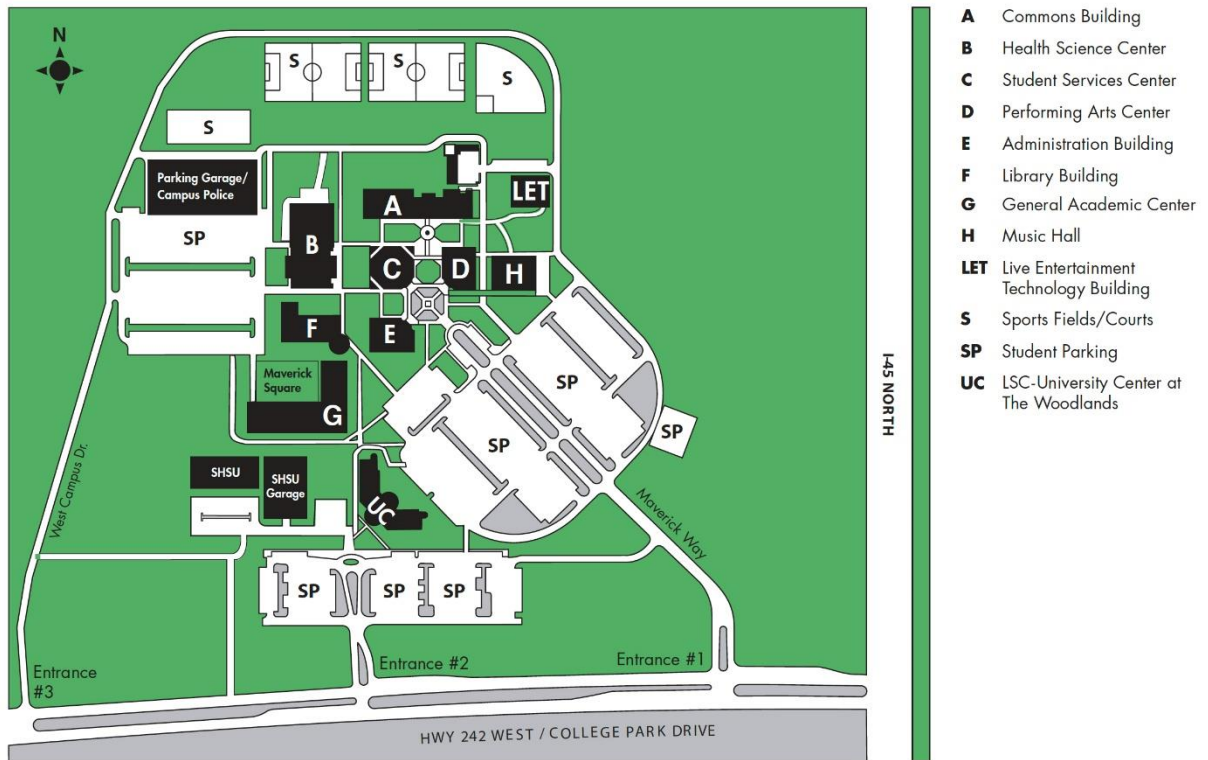 N
S
S
S
S
Parking Garage/
Campus Police
SP
A
LET
B
C
D
H
F
E
Maverick
Square
G
SP
SP
SP
SHSU
SHSU
Garage
UC
West Campus Dr.
Maverick Way
SP
SP
SP
Entrance
#3
Entrance #2
Entrance #1
HWY 242 WEST / COLLEGE PARK DRIVE
I-45 NORTH
A Commons Building
B Health Science Center
C Student Services Center
D Performing Arts Center
E Administration Building
F Library Building
G General Academic Center
H Music Hall
LET Live Entertainment
Technology Building
S Sports Fields/Courts
SP Student Parking
UC LSC-University Center at
The Woodlands